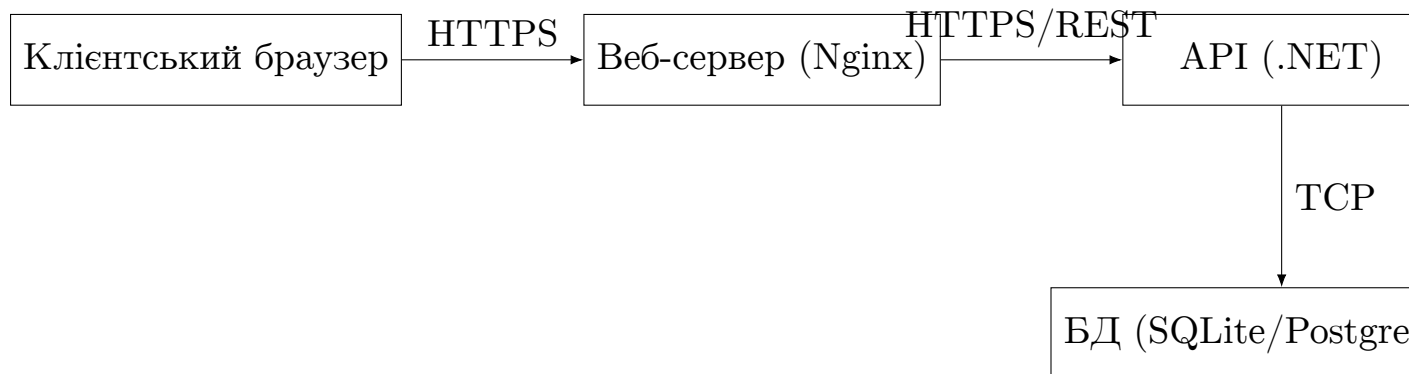 Клієнтський браузер
HTTPS
Веб-сервер (Nginx)
HTTPS/REST
API (.NET)
TCP
БД (SQLite/Postgre